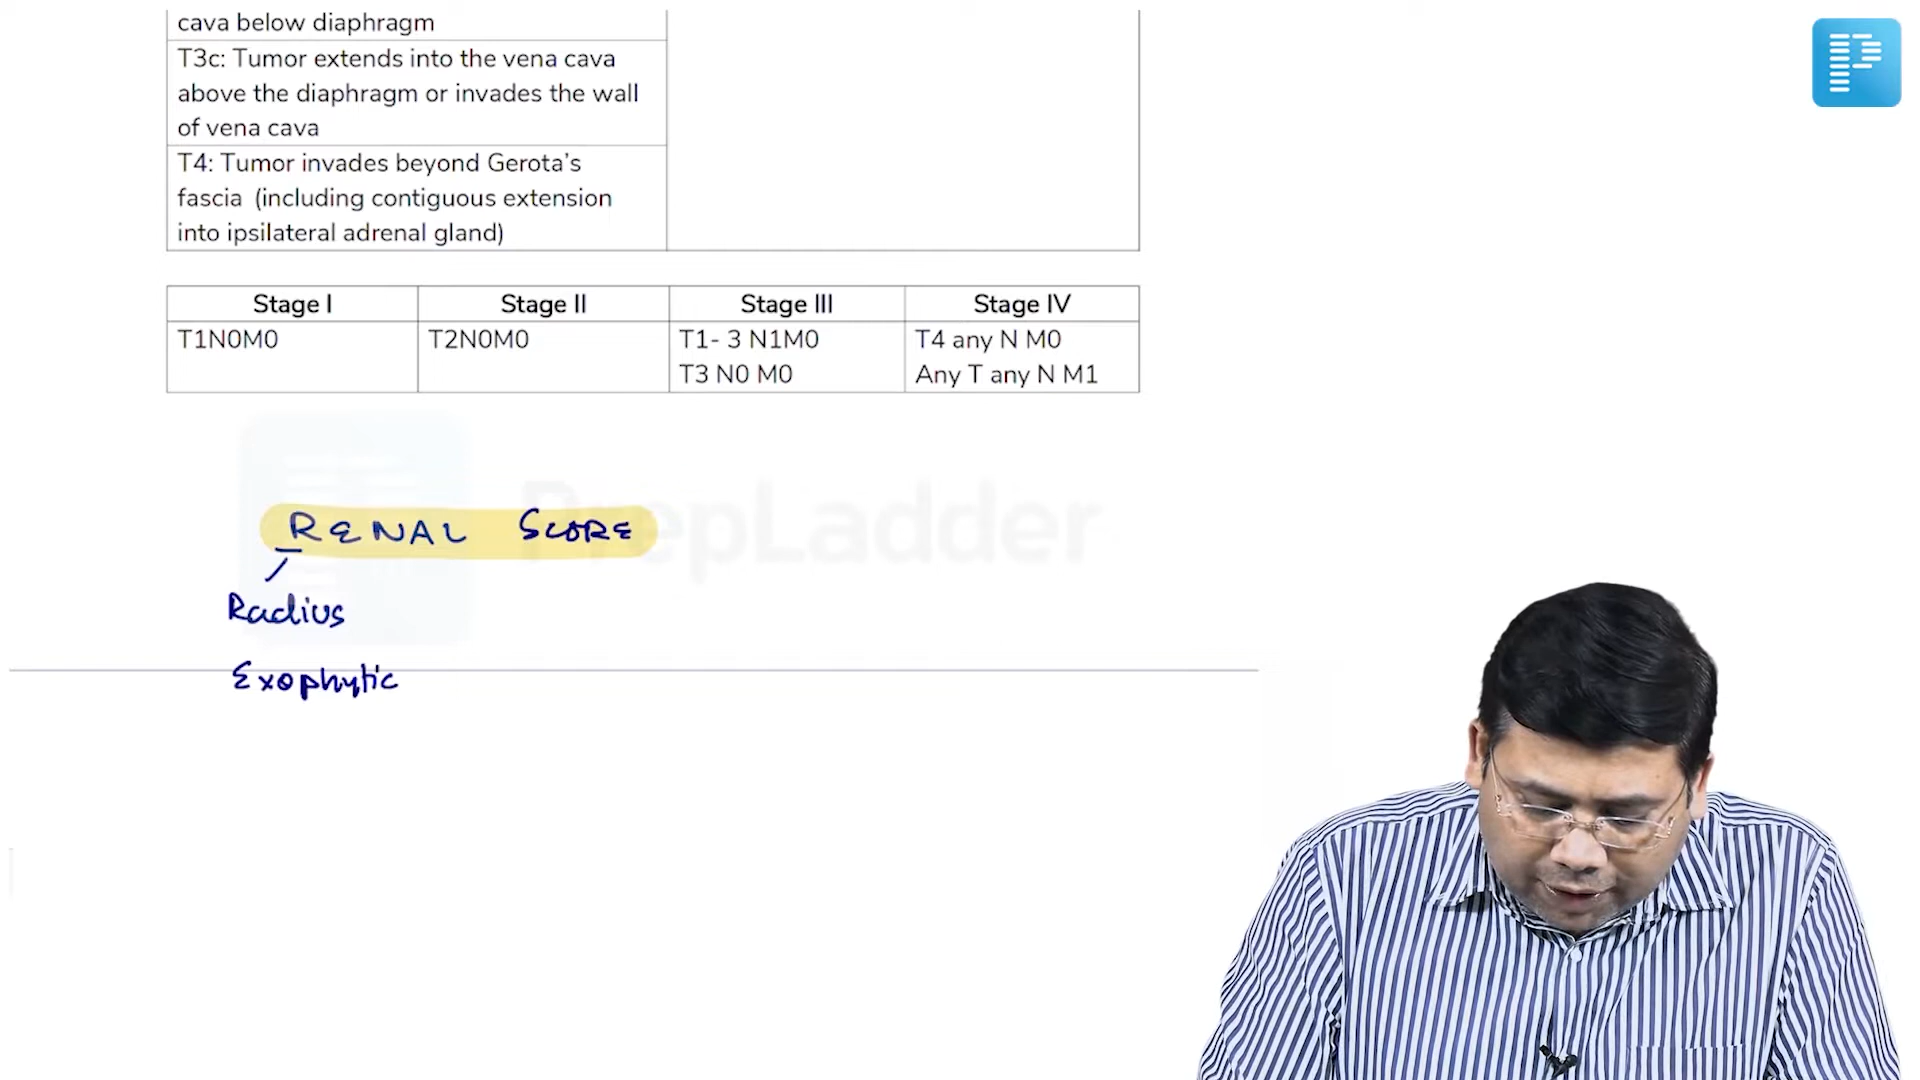 cava below diaphragm
T3c: Tumor extends into the vena cava
above the diaphragm or invades the wall
of vena cava
T4: Tumor invades beyond Gerota's
fascia (including contiguous extension
into ipsilateral adrenal gland)
Stage I Stage II Stage III Stage IV
T1N0M0 T2N0M0 T1- 3 N1M0 T4 any N M0
T3 N0 M0 Any T any N M1
PrepLadder
RENAL SCORE
Radius
Exophytic